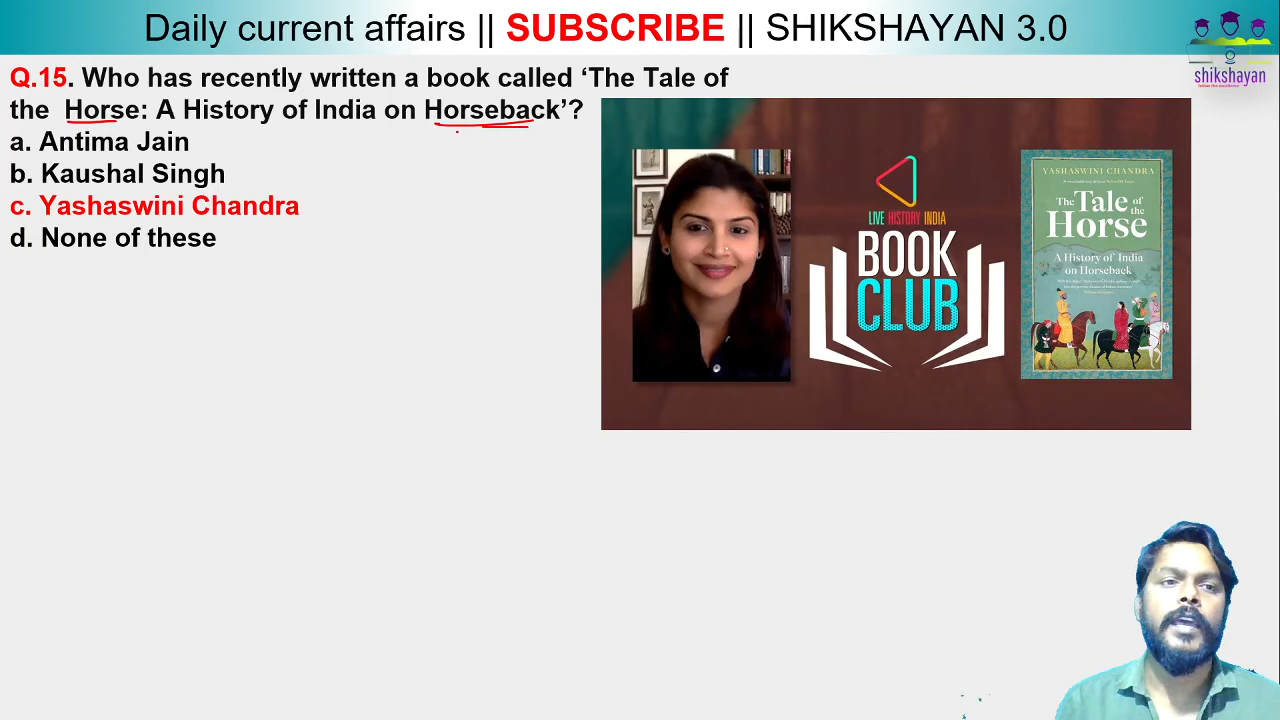 Daily current affairs || SUBSCRIBE || SHIKSHAYAN 3.0
shikshayan
Q.15. Who has recently written a book called ‘The Tale of
the Horse: A History of India on Horseback’?
a. Antima Jain
b. Kaushal Singh
c. Yashaswini Chandra
d. None of these
LIVE HISTORY INDIA
BOOK
CLUB
YASHASWINI CHANDRA
The Tale of
the
Horse
A History of India
on Horseback